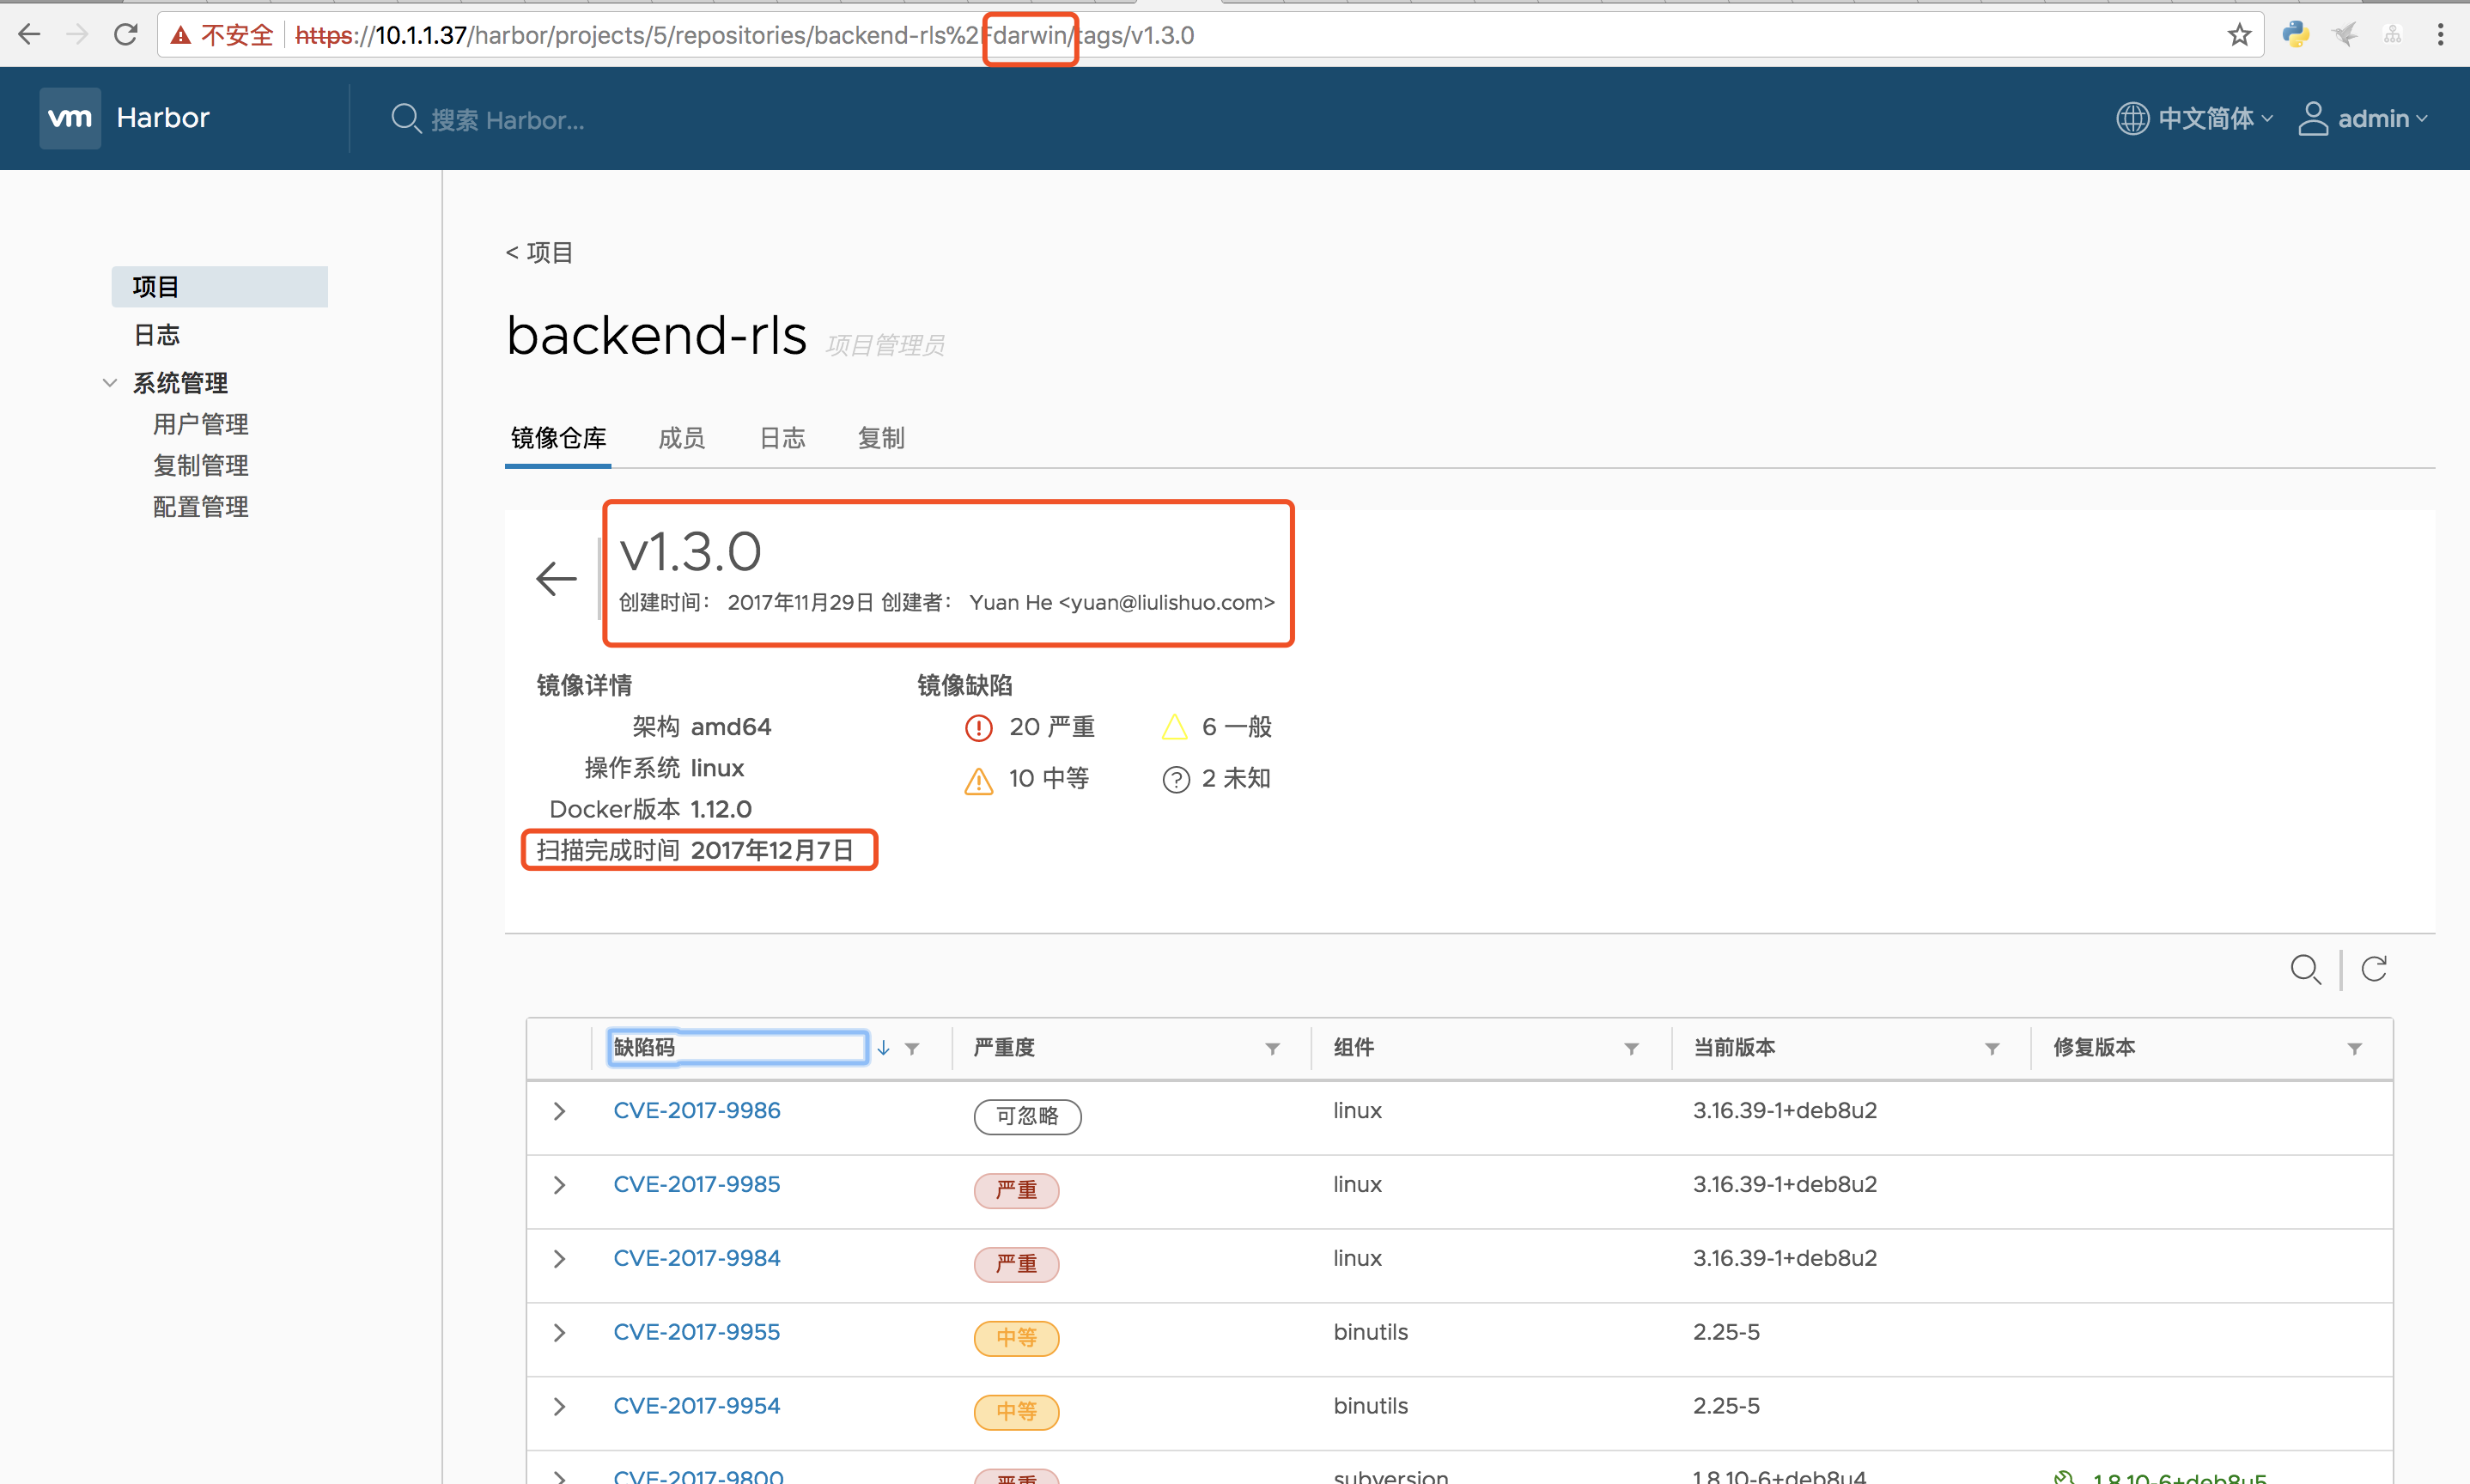 不安全 https://10.1.1.37/harbor/projects/5/repositories/backend-rls%2Fdarwin/tags/v1.3.0
vm Harbor 搜索 Harbor... 中文简体 admin
项目
日志
系统管理
用户管理
复制管理
配置管理
< 项目
backend-rls 项目管理员
镜像仓库 成员 日志 复制
v1.3.0
创建时间： 2017年11月29日 创建者： Yuan He <yuan@liulishuo.com>
镜像详情 镜像缺陷
架构 amd64 20 严重 6 一般
操作系统 linux 10 中等 2 未知
Docker版本 1.12.0
扫描完成时间 2017年12月7日
缺陷码 严重度 组件 当前版本 修复版本
CVE-2017-9986 可忽略 linux 3.16.39-1+deb8u2
CVE-2017-9985 严重 linux 3.16.39-1+deb8u2
CVE-2017-9984 严重 linux 3.16.39-1+deb8u2
CVE-2017-9955 中等 binutils 2.25-5
CVE-2017-9954 中等 binutils 2.25-5
CVE-2017-9800 严重 subversion 1.8.10-6+deb8u4 1.8.10-6+deb8u5